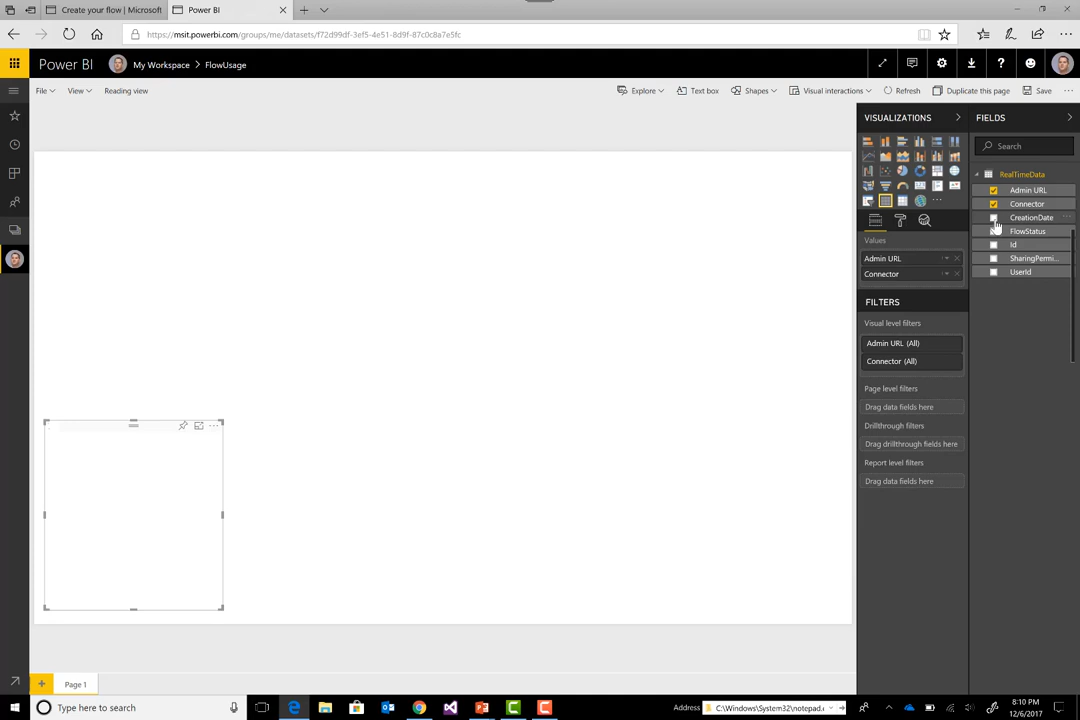 Create your flow | Microsoft
Power BI
https://msit.powerbi.com/groups/me/datasets/f72d99df-3ef5-4e51-8d9f-87c0c8a7e5fc
Power BI
My Workspace > FlowUsage
File
View
Reading view
Explore
Text box
Shapes
Visual interactions
Refresh
Duplicate this page
Save
VISUALIZATIONS
FIELDS
Search
RealTimeData
Admin URL
Connector
CreationDate
FlowStatus
Id
SharingPermi...
UserId
Values
Admin URL
Connector
FILTERS
Visual level filters
Admin URL (All)
Connector (All)
Page level filters
Drag data fields here
Drillthrough filters
Drag drillthrough fields here
Report level filters
Drag data fields here
Page 1
Type here to search
Address
C:\Windows\System32\notepad.e
8:10 PM
12/6/2017